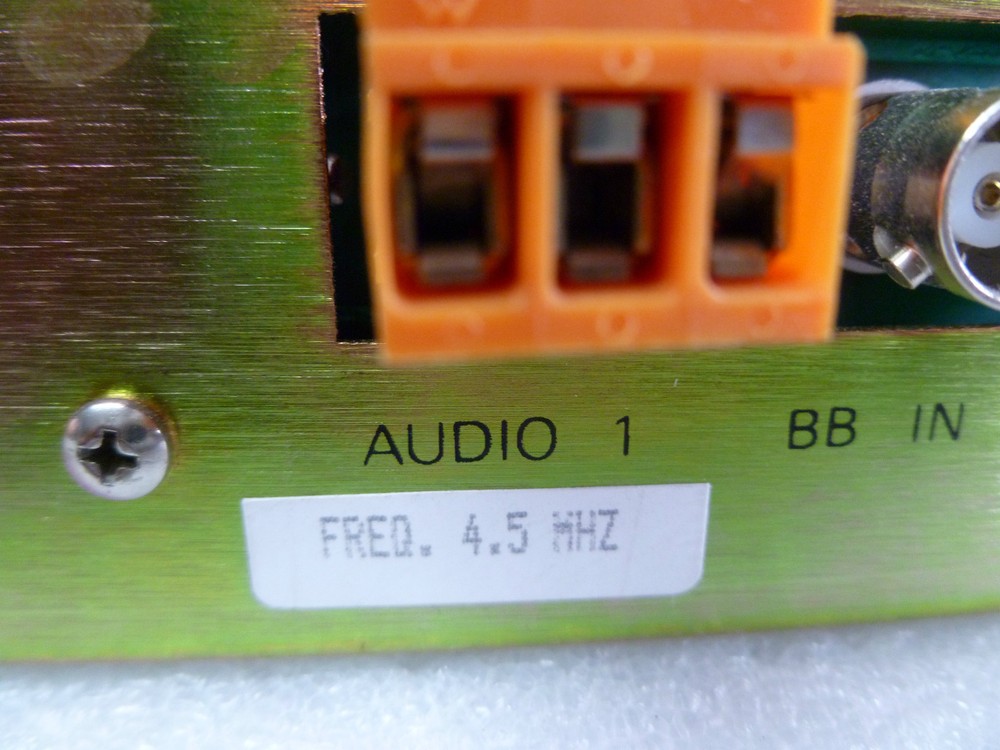 AUDIO 1
BB IN
FREQ. 4.5 MHZ